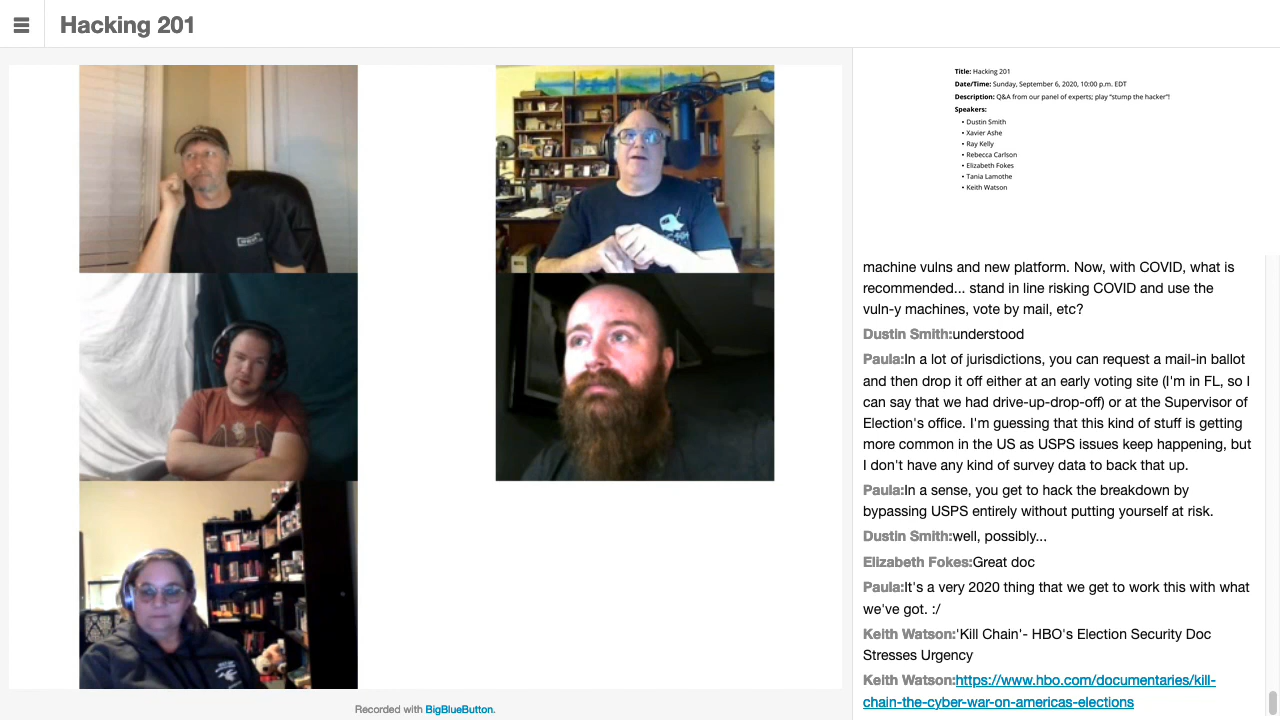 Hacking 201
Title: Hacking 201
Date/Time: Sunday, September 6, 2020, 10:00 p.m. EDT
Description: Q&A from our panel of experts; play "stump the hacker"!
Speakers:
• Dustin Smith
• Xavier Ashe
• Ray Kelly
• Rebecca Carlson
• Elizabeth Fokes
• Tania Lamothe
• Keith Watson
machine vulns and new platform. Now, with COVID, what is
recommended... stand in line risking COVID and use the
vuln-y machines, vote by mail, etc?
Dustin Smith:understood
Paula:In a lot of jurisdictions, you can request a mail-in ballot
and then drop it off either at an early voting site (I'm in FL, so I
can say that we had drive-up-drop-off) or at the Supervisor of
Election's office. I'm guessing that this kind of stuff is getting
more common in the US as USPS issues keep happening, but
I don't have any kind of survey data to back that up.
Paula:In a sense, you get to hack the breakdown by
bypassing USPS entirely without putting yourself at risk.
Dustin Smith:well, possibly...
Elizabeth Fokes:Great doc
Paula:It's a very 2020 thing that we get to work this with what
we've got. :/
Keith Watson:'Kill Chain'- HBO's Election Security Doc
Stresses Urgency
Keith Watson:https://www.hbo.com/documentaries/kill-
chain-the-cyber-war-on-americas-elections
Recorded with BigBlueButton.